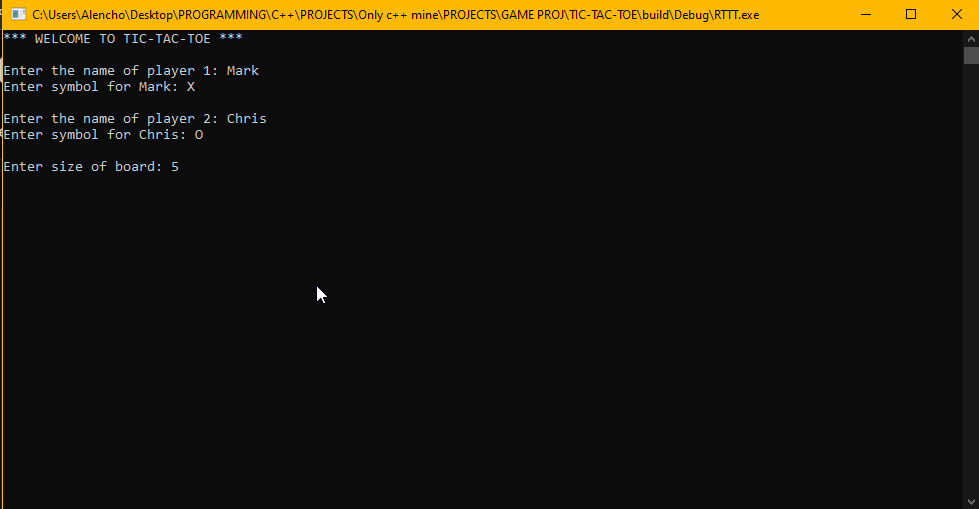 C:\Users\Alencho\Desktop\PROGRAMMING\C++\PROJECTS\Only c++ mine\PROJECTS\GAME PROJ\TIC-TAC-TOE\build\Debug\RTTT.exe
*** WELCOME TO TIC-TAC-TOE ***
Enter the name of player 1: Mark
Enter symbol for Mark: X
Enter the name of player 2: Chris
Enter symbol for Chris: O
Enter size of board: 5